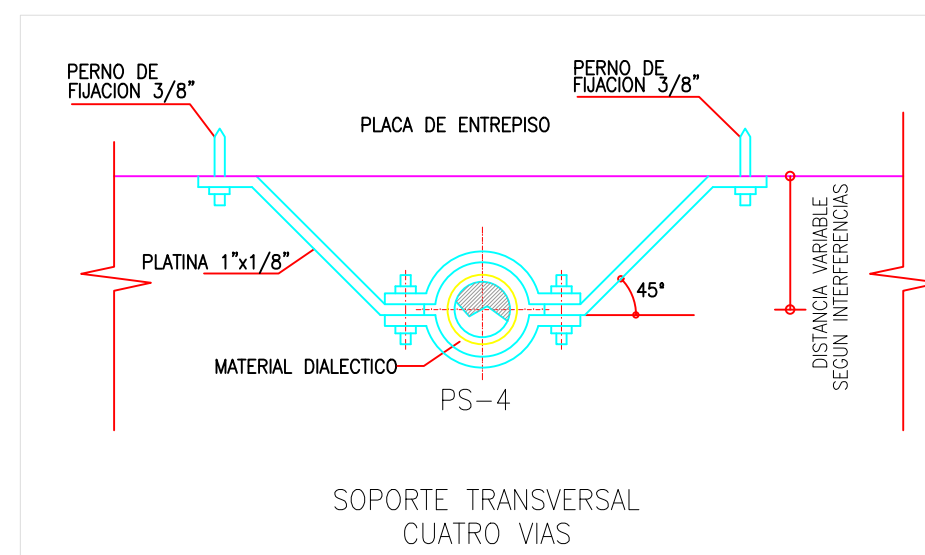 PERNO DE
FIJACION 3/8"
PERNO DE
FIJACION 3/8"
PLACA DE ENTREPISO
PLATINA 1"x1/8"
45°
DISTANCIA VARIABLE
SEGUN INTERFERENCIAS
MATERIAL DIALECTICO
PS-4
SOPORTE TRANSVERSAL
CUATRO VIAS